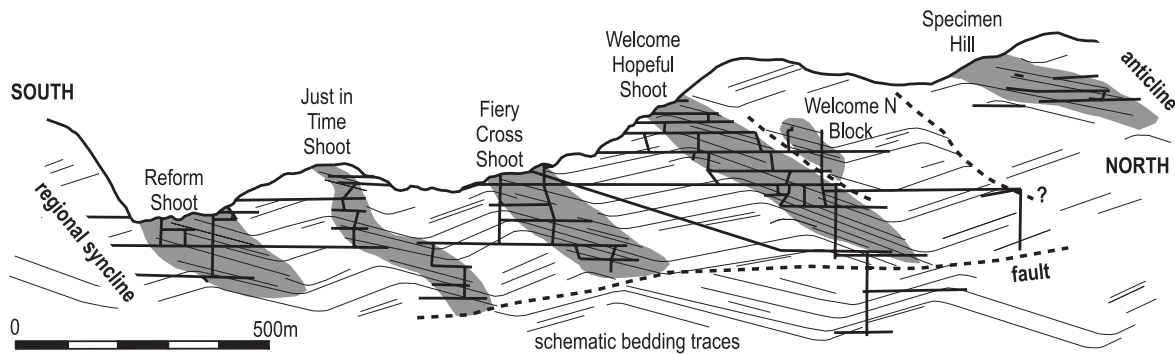 Specimen
Hill
anticline
Welcome
Hopeful
Shoot
SOUTH
Just in
Time
Shoot
Fiery
Cross
Shoot
Welcome N
Block
NORTH
Reform
Shoot
?
regional syncline
fault
0
500m
schematic bedding traces